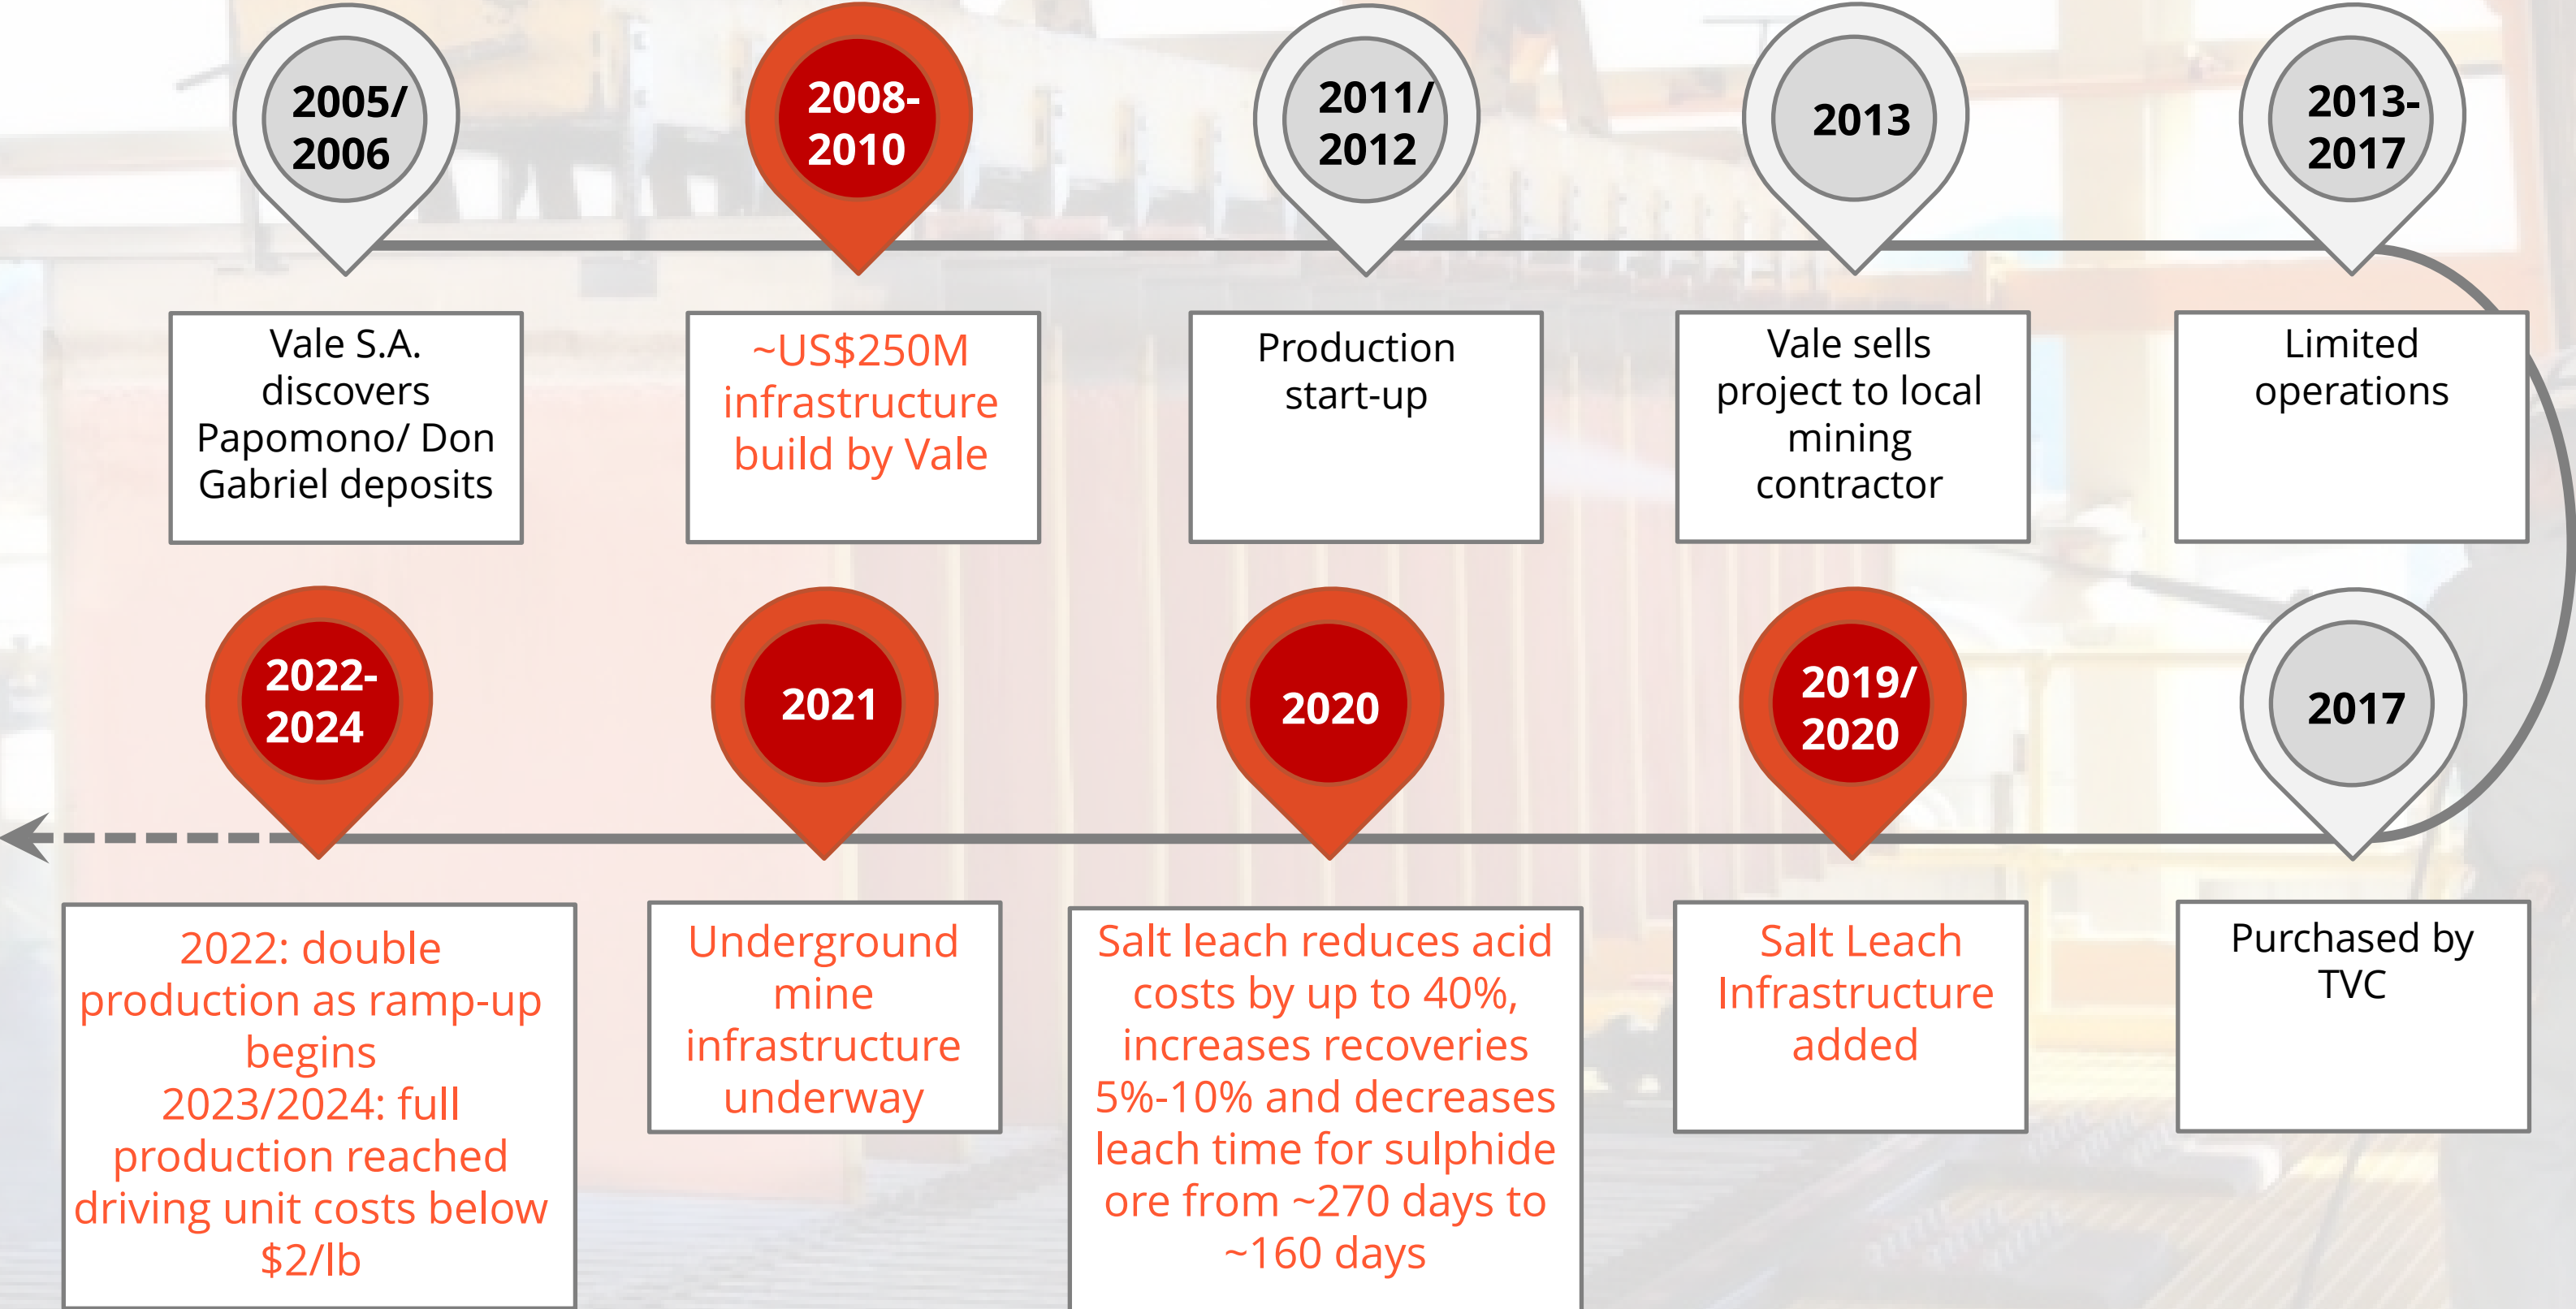 2005/
2006
Vale S.A.
discovers
Papomono/ Don
Gabriel deposits
2008-
2010
~US$250M
infrastructure
build by Vale
2011/
2012
Production
start-up
2013
Vale sells
project to local
mining
contractor
2013-
2017
Limited
operations
2017
Purchased by
TVC
2019/
2020
Salt Leach
Infrastructure
added
2020
Salt leach reduces acid
costs by up to 40%,
increases recoveries
5%-10% and decreases
leach time for sulphide
ore from ~270 days to
~160 days
2021
Underground
mine
infrastructure
underway
2022-
2024
2022: double
production as ramp-up
begins
2023/2024: full
production reached
driving unit costs below
$2/lb